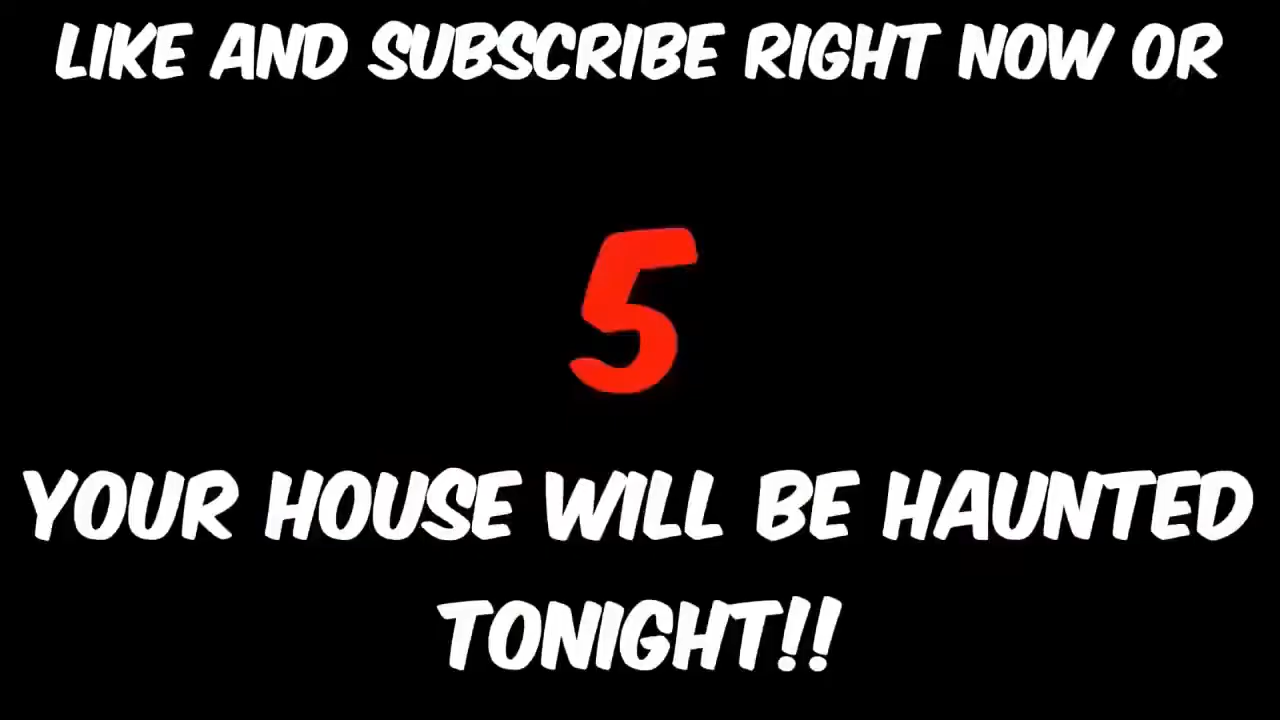 LIKE AND SUBSCRIBE RIGHT NOW OR
5
YOUR HOUSE WILL BE HAUNTED
TONIGHT!!